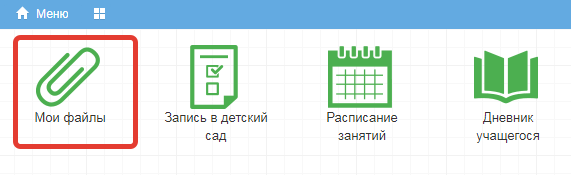 Меню
Мои файлы
Запись в детский
сад
Расписание
занятий
Дневник
учащегося